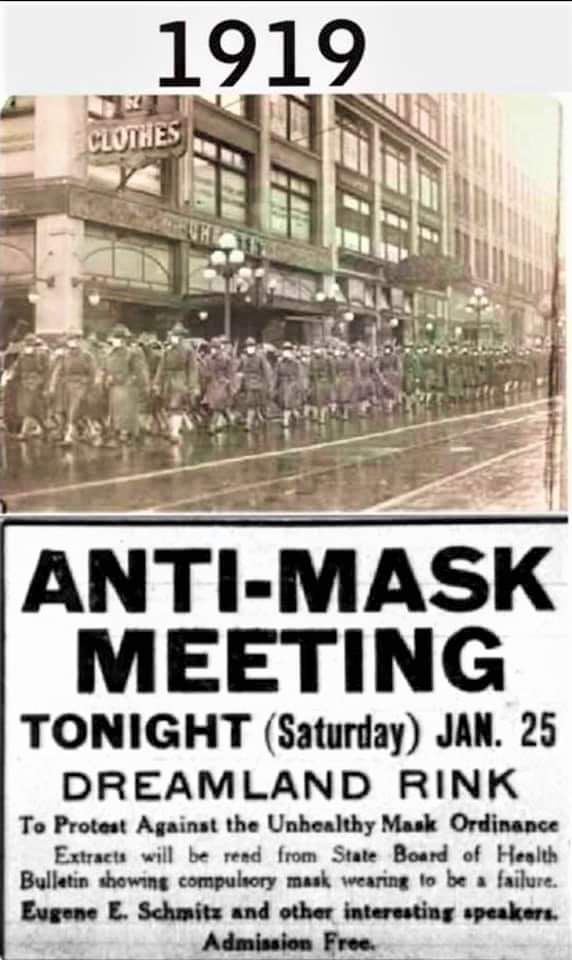 1919
CLOTHES
ANTI-MASK
MEETING
TONIGHT (Saturday) JAN. 25
DREAMLAND RINK
To Protest Against the Unhealthy Mask Ordinance
Extracts will be read from State Board of Health
Bulletin showing compulsory mask wearing to be a failure.
Eugene E. Schmitz and other interesting speakers.
Admission Free.